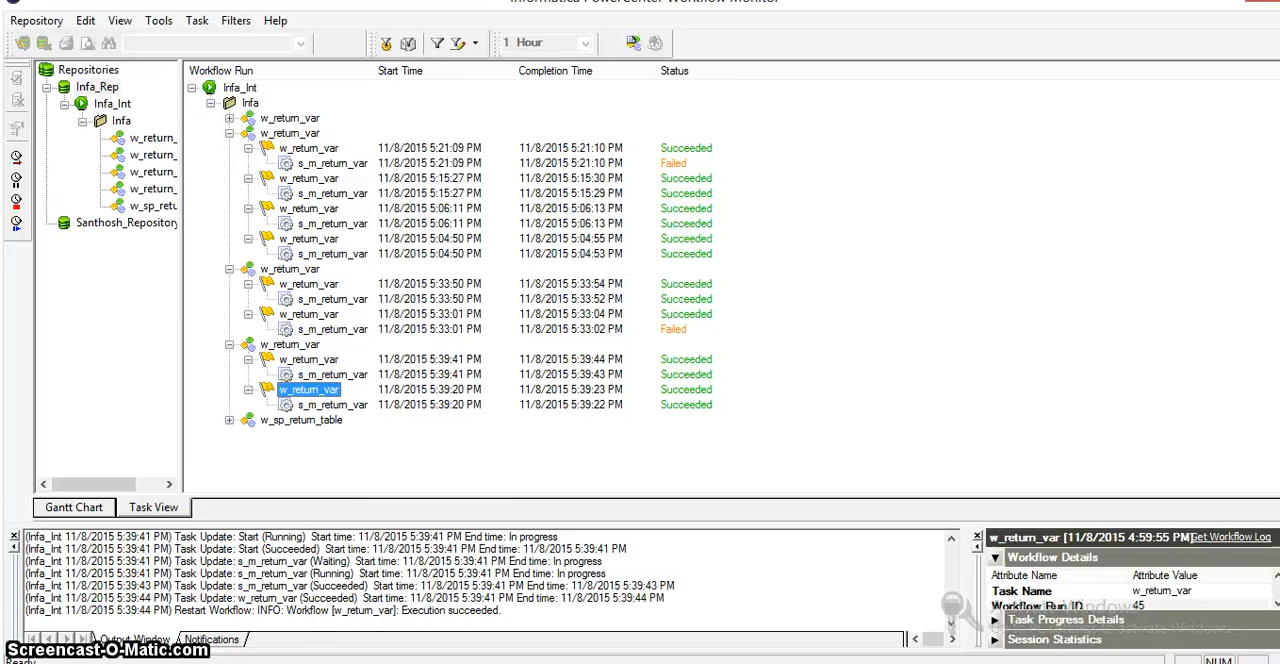 Informatica PowerCenter Workflow Monitor
Repository Edit View Tools Task Filters Help
1 Hour
Repositories
Infa_Rep
Infa_Int
Infa
w_return_
w_return_
w_return_
w_return_
w_sp_retu
Santhosh_Repository
Workflow Run Start Time Completion Time Status
Infa_Int
Infa
w_return_var
w_return_var
w_return_var 11/8/2015 5:21:09 PM 11/8/2015 5:21:10 PM Succeeded
s_m_return_var 11/8/2015 5:21:09 PM 11/8/2015 5:21:10 PM Failed
w_return_var 11/8/2015 5:15:27 PM 11/8/2015 5:15:30 PM Succeeded
s_m_return_var 11/8/2015 5:15:27 PM 11/8/2015 5:15:29 PM Succeeded
w_return_var 11/8/2015 5:06:11 PM 11/8/2015 5:06:13 PM Succeeded
s_m_return_var 11/8/2015 5:06:11 PM 11/8/2015 5:06:13 PM Succeeded
w_return_var 11/8/2015 5:04:50 PM 11/8/2015 5:04:55 PM Succeeded
s_m_return_var 11/8/2015 5:04:50 PM 11/8/2015 5:04:53 PM Succeeded
w_return_var
w_return_var 11/8/2015 5:33:50 PM 11/8/2015 5:33:54 PM Succeeded
s_m_return_var 11/8/2015 5:33:50 PM 11/8/2015 5:33:52 PM Succeeded
w_return_var 11/8/2015 5:33:01 PM 11/8/2015 5:33:04 PM Succeeded
s_m_return_var 11/8/2015 5:33:01 PM 11/8/2015 5:33:02 PM Failed
w_return_var
w_return_var 11/8/2015 5:39:41 PM 11/8/2015 5:39:44 PM Succeeded
s_m_return_var 11/8/2015 5:39:41 PM 11/8/2015 5:39:43 PM Succeeded
w_return_var 11/8/2015 5:39:20 PM 11/8/2015 5:39:23 PM Succeeded
s_m_return_var 11/8/2015 5:39:20 PM 11/8/2015 5:39:22 PM Succeeded
w_sp_return_table
Gantt Chart Task View
(Infa_Int 11/8/2015 5:39:41 PM) Task Update: Start (Running) Start time: 11/8/2015 5:39:41 PM End time: In progress
(Infa_Int 11/8/2015 5:39:41 PM) Task Update: Start (Succeeded) Start time: 11/8/2015 5:39:41 PM End time: 11/8/2015 5:39:41 PM
(Infa_Int 11/8/2015 5:39:41 PM) Task Update: s_m_return_var (Waiting) Start time: 11/8/2015 5:39:41 PM End time: In progress
(Infa_Int 11/8/2015 5:39:41 PM) Task Update: s_m_return_var (Running) Start time: 11/8/2015 5:39:41 PM End time: In progress
(Infa_Int 11/8/2015 5:39:43 PM) Task Update: s_m_return_var (Succeeded) Start time: 11/8/2015 5:39:41 PM End time: 11/8/2015 5:39:43 PM
(Infa_Int 11/8/2015 5:39:44 PM) Task Update: w_return_var (Succeeded) Start time: 11/8/2015 5:39:41 PM End time: 11/8/2015 5:39:44 PM
(Infa_Int 11/8/2015 5:39:44 PM) Restart Workflow: INFO: Workflow [w_return_var]: Execution succeeded.
Output Window Notifications
w_return_var [11/8/2015 4:59:55 PM] Get Workflow Log
Workflow Details
Attribute Name Attribute Value
Task Name w_return_var
Workflow Run ID 45
Task Progress Details
Session Statistics
Screencast-O-Matic.com
Ready NUM